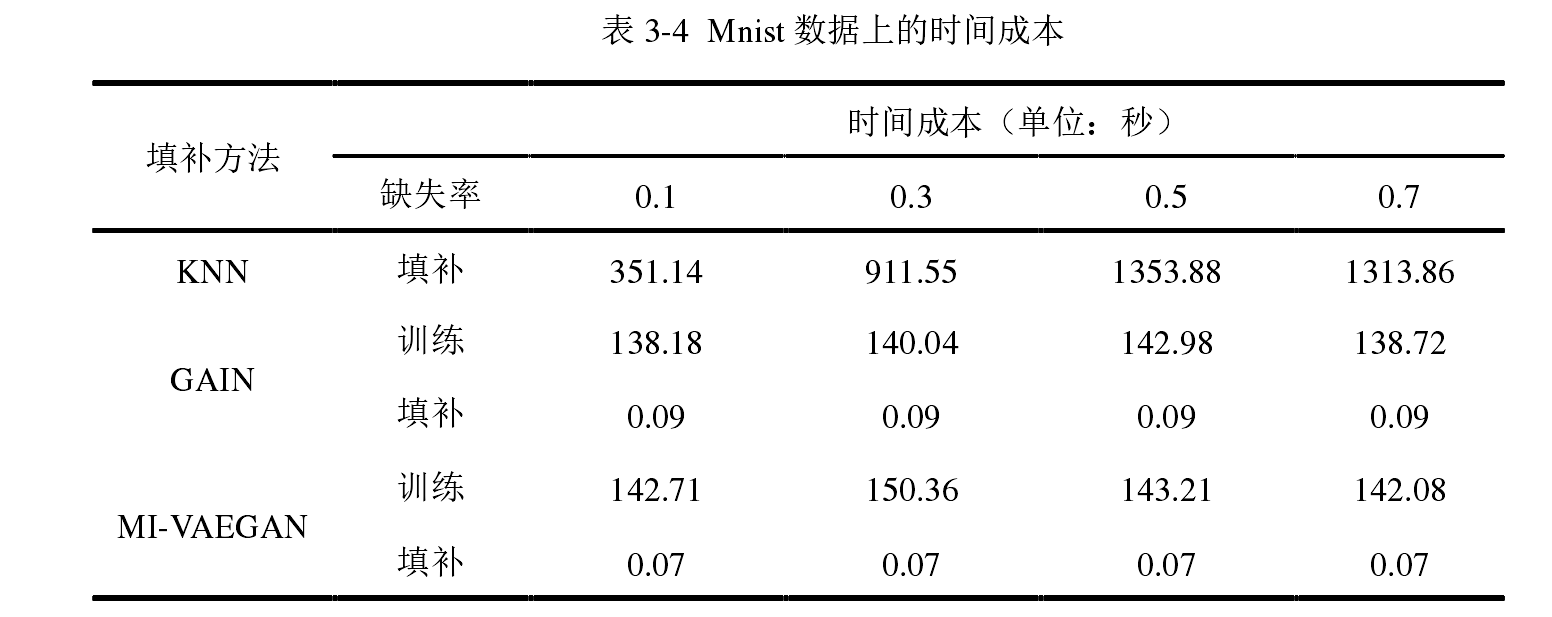 表 3-4 Mnist 数据上的时间成本
填补方法 时间成本（单位：秒）
缺失率 0.1 0.3 0.5 0.7
KNN 填补 351.14 911.55 1353.88 1313.86
GAIN 训练 138.18 140.04 142.98 138.72
填补 0.09 0.09 0.09 0.09
MI-VAEGAN 训练 142.71 150.36 143.21 142.08
填补 0.07 0.07 0.07 0.07